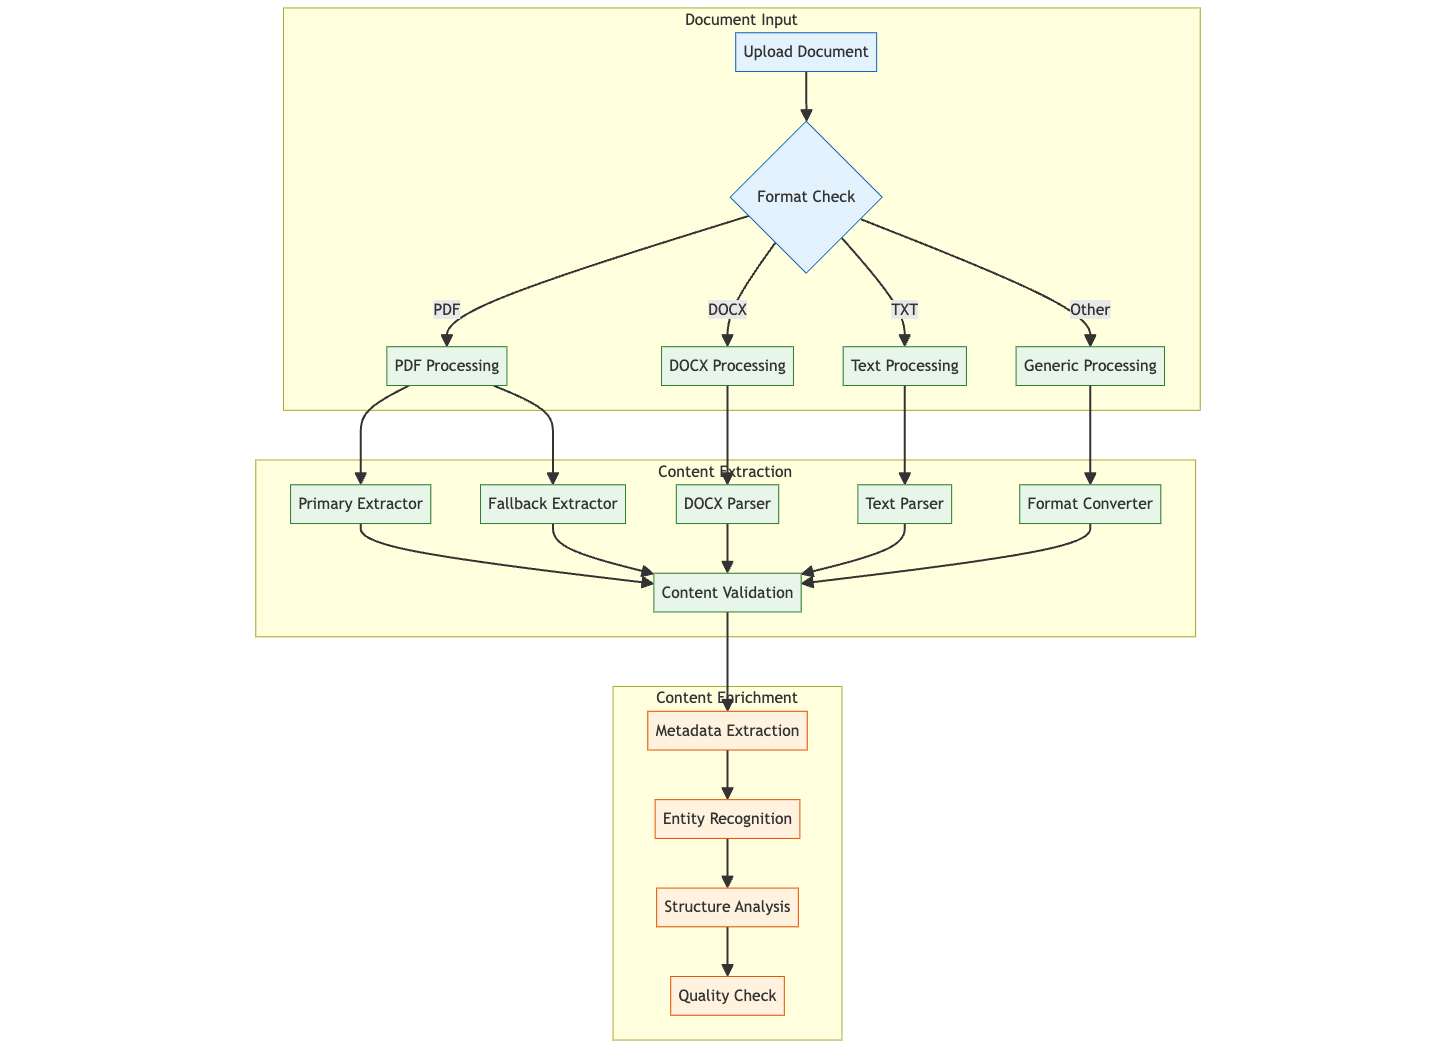 Document Input
Upload Document
Format Check
PDF
DOCX
TXT
Other
PDF Processing
DOCX Processing
Text Processing
Generic Processing
Content Extraction
Primary Extractor
Fallback Extractor
DOCX Parser
Text Parser
Format Converter
Content Validation
Content Enrichment
Metadata Extraction
Entity Recognition
Structure Analysis
Quality Check